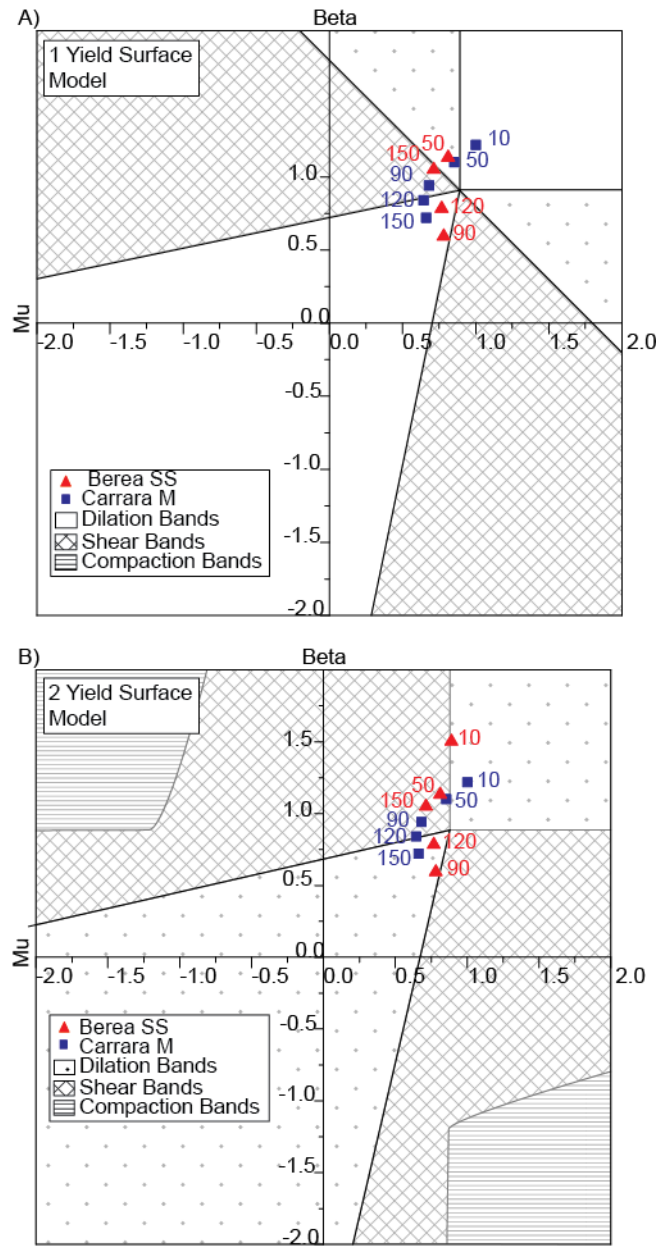 A)
Beta
1 Yield Surface
Model
50
10
150
50
90
1.0
120
120
150
90
0.5
0.0
Mu
-2.0 -1.5 -1.0 -0.5 0.0 0.5 1.0 2.0
-0.5
-1.0
Berea SS
Carrara M
Dilation Bands
Shear Bands
Compaction Bands
-1.5
-2.0
B)
Beta
2 Yield Surface
Model
1.5
10
50
10
150
50
90
1.0
120
120
150
90
0.5
0.0
Mu
-2.0 -1.5 -1.0 -0.5 0.0 0.5 1.0 1.5 2.0
-0.5
Berea SS
Carrara M
Dilation Bands
Shear Bands
Compaction Bands
-1.0
-1.5
-2.0